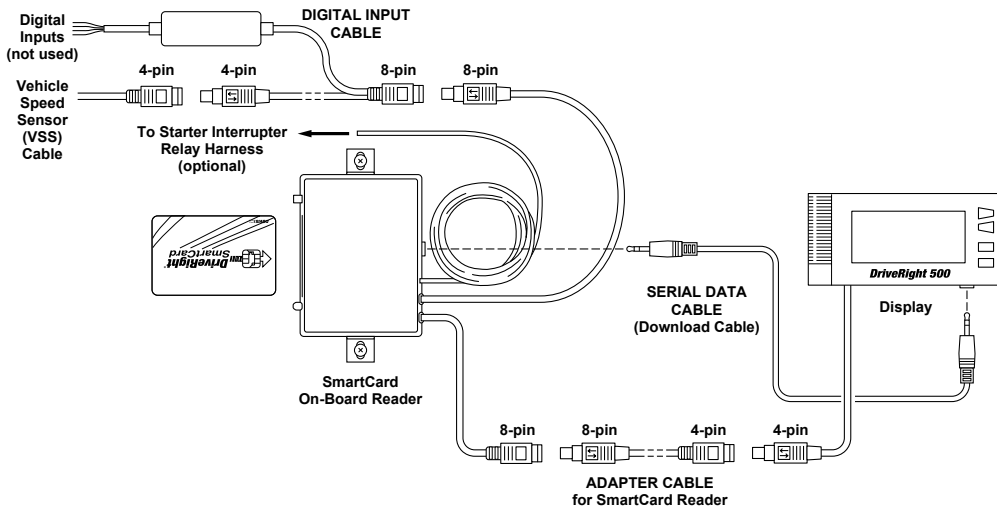 Digital
Inputs
(not used)
DIGITAL INPUT
CABLE
4-pin
4-pin
8-pin
8-pin
Vehicle
Speed
Sensor
(VSS)
Cable
To Starter Interrupter
Relay Harness
(optional)
DriveRight
SmartCard
SERIAL DATA
CABLE
(Download Cable)
DriveRight 500
Display
SmartCard
On-Board Reader
8-pin
8-pin
4-pin
4-pin
ADAPTER CABLE
for SmartCard Reader